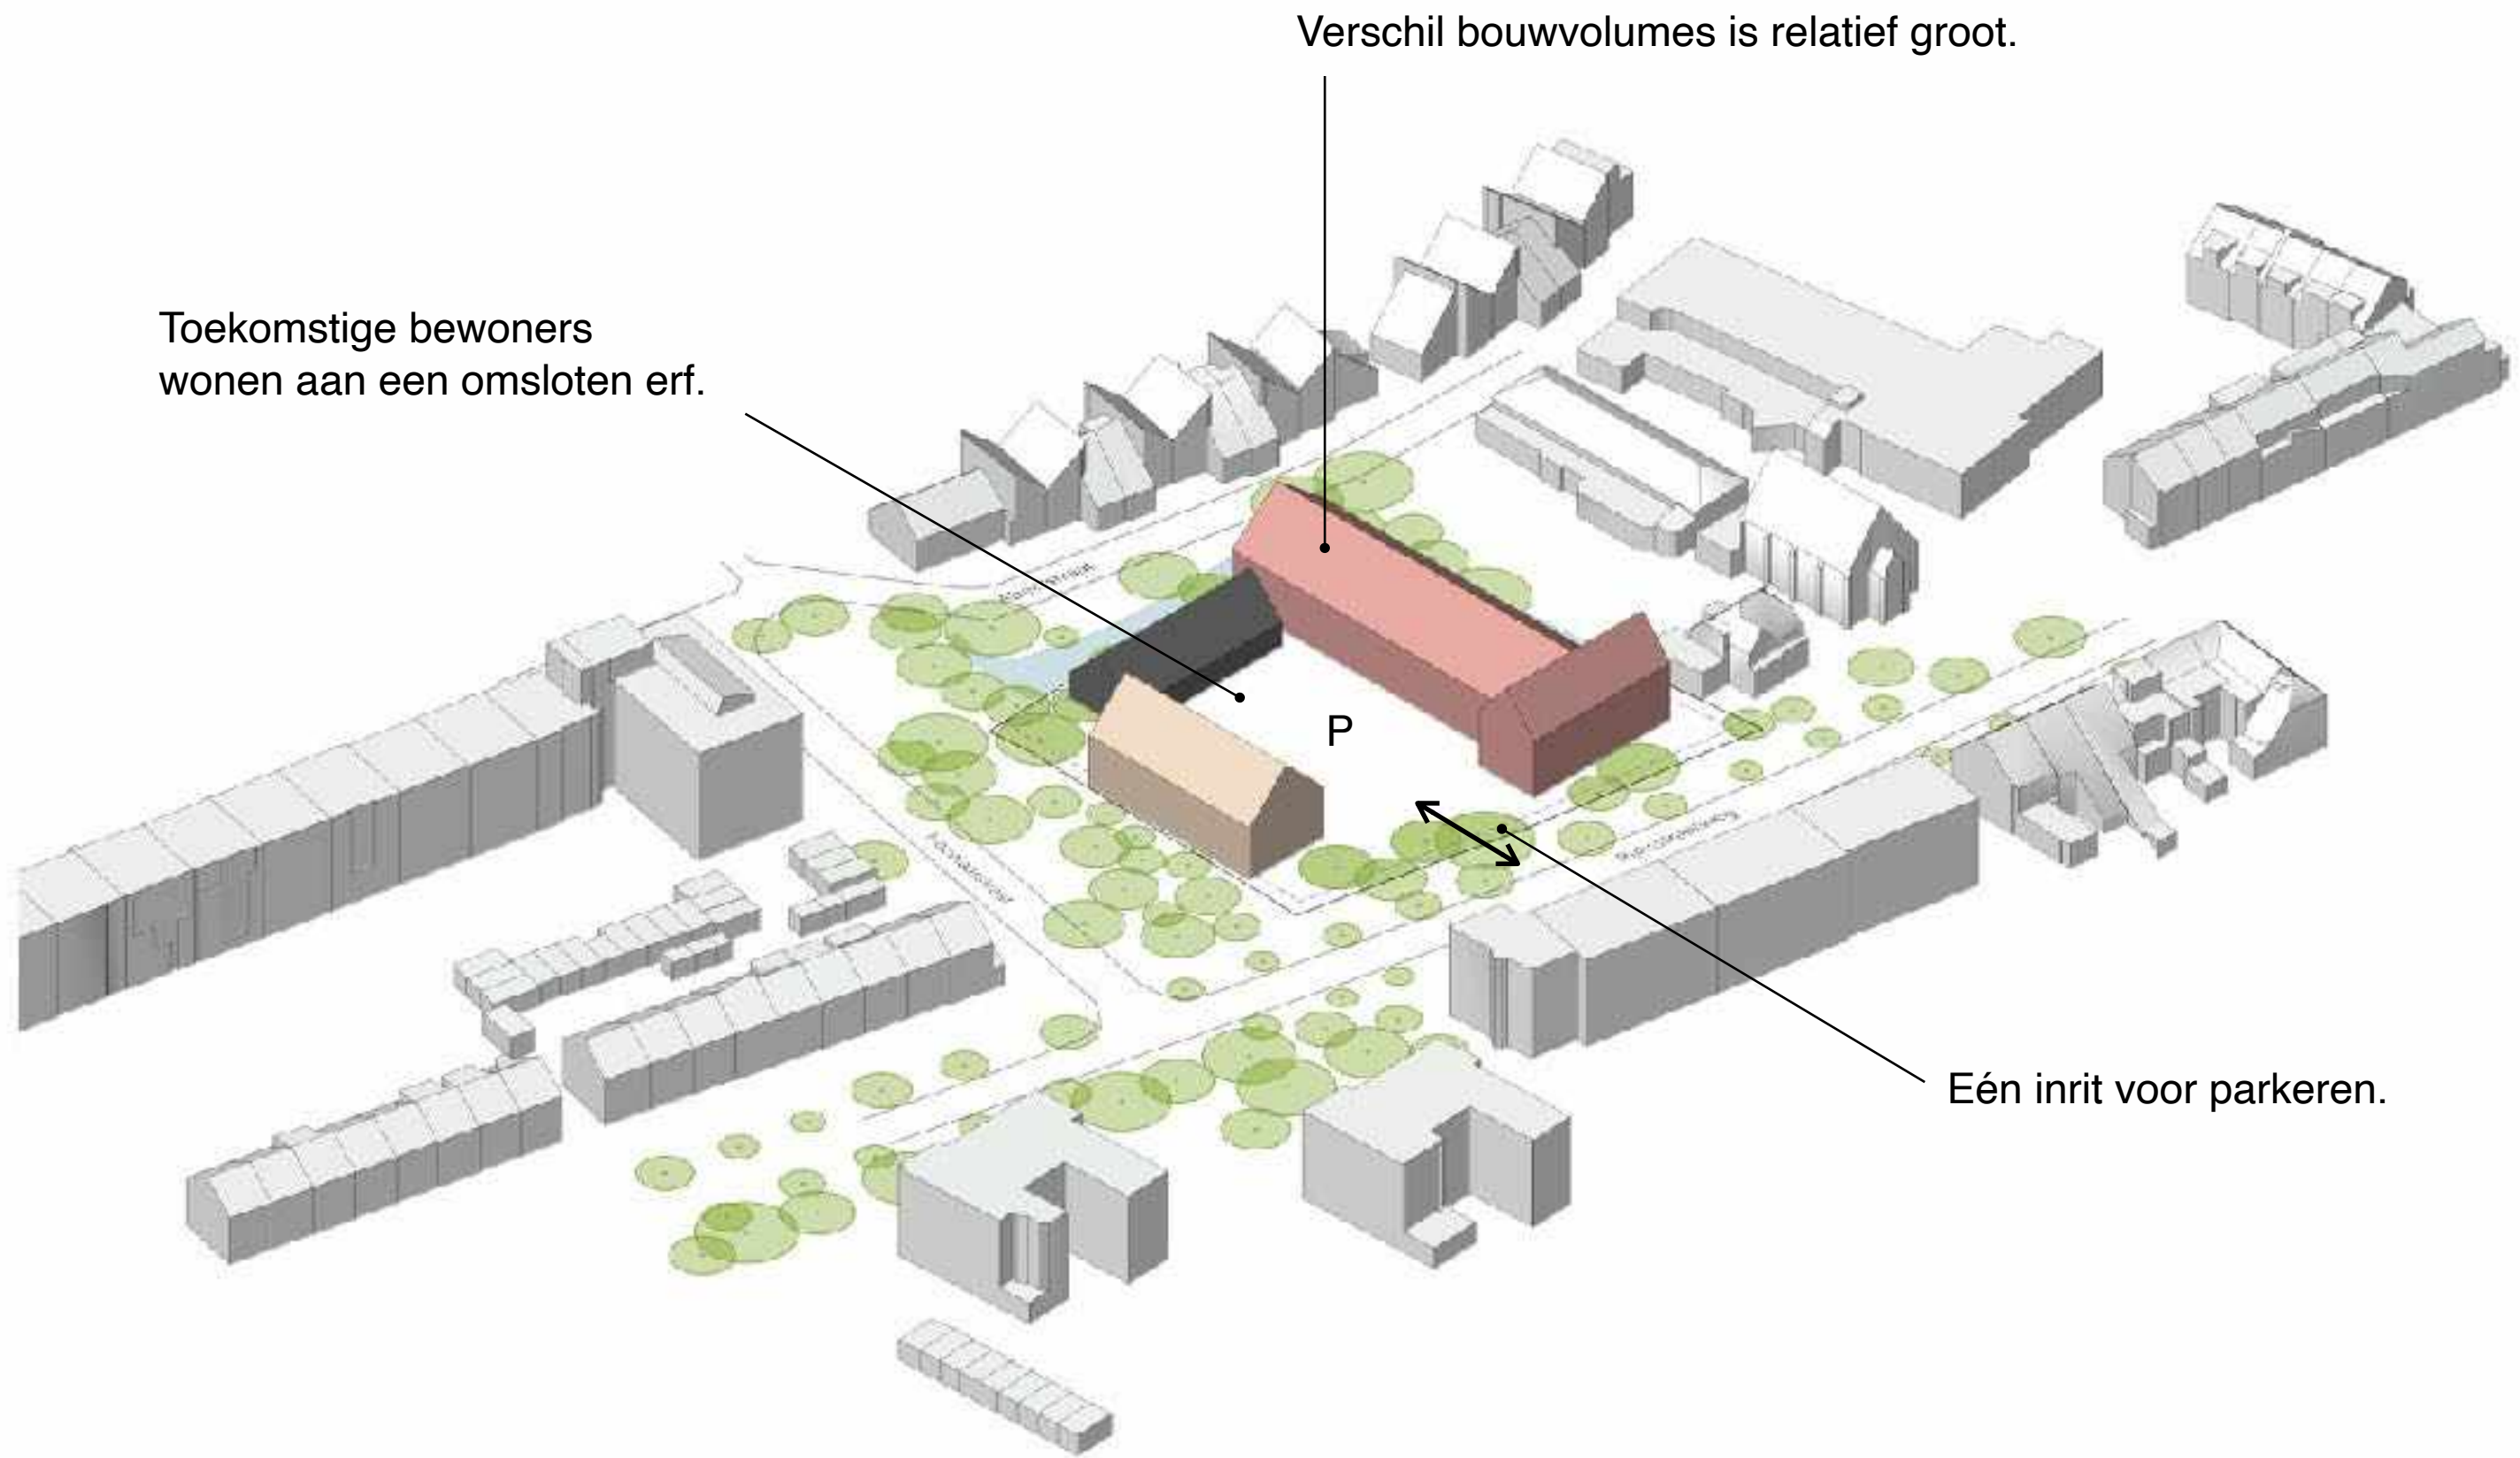 Verschil bouwvolumes is relatief groot.
Toekomstige bewoners
wonen aan een omsloten erf.
P
Eén inrit voor parkeren.